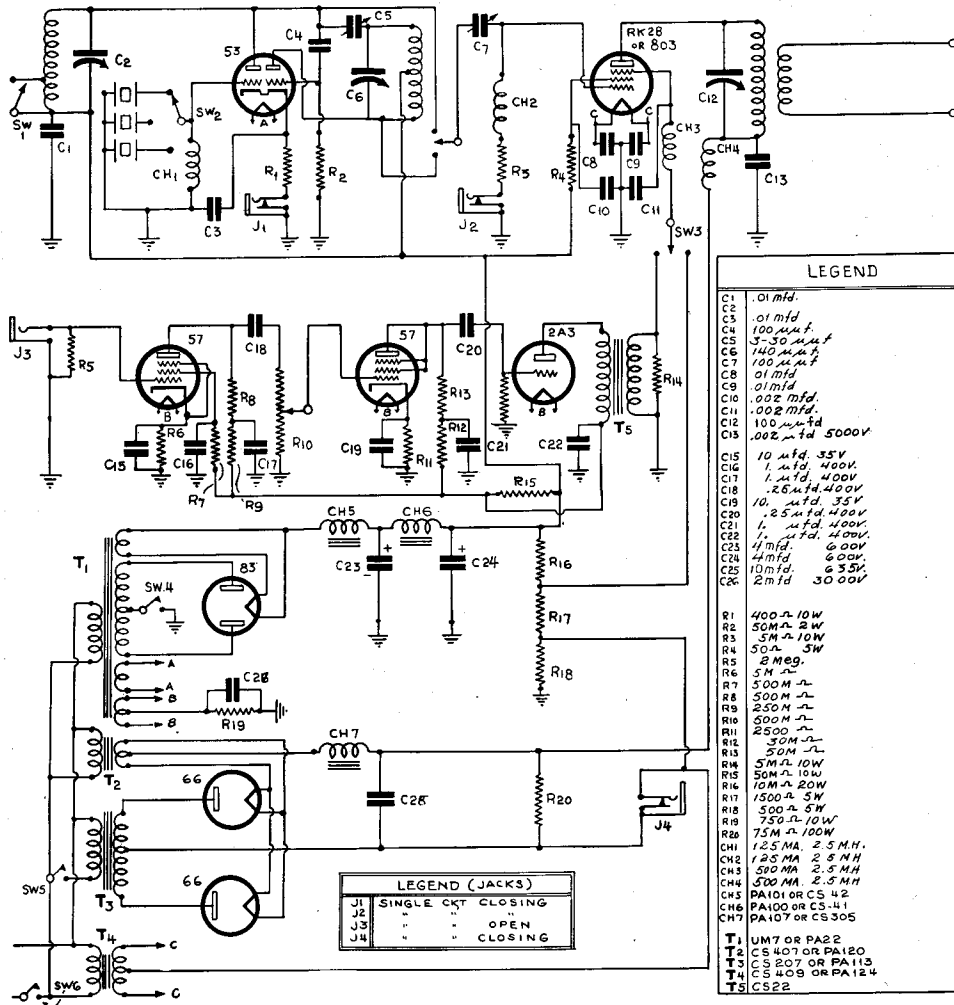 C5
C7
RK28
OR 803
C4
53
C2
C6
C12
A
C
C
SW2
CH2
CH3
SW
1
C1
CH1
R1
R2
R3
R4
C8
C9
CH4
C13
C3
C10
C11
J1
J2
SW3
57
57
2A3
C18
C20
J3
R5
R8
R13
R14
B
B
B
R6
R10
C19
R12
C21
T5
C15
C16
C17
R11
C22
R7
R9
R15
CH5
CH6
T1
83
C23
C24
R16
SW.4
R17
A
C28
R18
A
B
R19
B
CH7
T2
66
C28
R20
J4
SW5
66
T3
T4
C
SW6
C
LEGEND (JACKS)
J1 SINGLE CKT CLOSING
J2 " " "
J3 " " OPEN
J4 " " CLOSING
LEGEND
C1 .01 mfd.
C2
C3 .01 mfd
C4 100 μμf.
C5 3-30 μμf
C6 140 μμf
C7 100 μμf
C8 .01 mfd
C9 .01 mfd
C10 .002 mfd.
C11 .002 mfd.
C12 100 μμfd
C13 .002 μfd 5000V
C15 10 μfd. 35V
C16 1. μfd. 400V.
C17 1. μfd. 400V
C18 .25 μfd. 400V
C19 10. μfd. 35V
C20 .25 μfd. 400V.
C21 1. μfd. 400V.
C22 1. μfd. 400V.
C23 4 mfd. 600V
C24 4 mfd 600V.
C25 10 mfd. 635V.
C26 2 mfd 3000V
R1 400 Ω 10W
R2 50M Ω 2W
R3 5M Ω 10W
R4 50 Ω 5W
R5 2 Meg.
R6 5M Ω
R7 500M Ω
R8 500M Ω
R9 250M Ω
R10 500M Ω
R11 2500 Ω
R12 30M Ω
R13 50M Ω
R14 5M Ω 10W
R15 50M Ω 10W
R16 10M Ω 20W
R17 1500 Ω 5W
R18 500 Ω 5W
R19 750 Ω 10W
R20 75M Ω 100W
CH1 125 MA. 2.5 M.H.
CH2 125 MA 2.5 MH
CH3 500 MA 2.5 MH
CH4 500 MA. 2.5 MH
CH5 PA101 OR CS 42
CH6 PA100 OR CS-41
CH7 PA107 OR CS305
T1 UM7 OR PA22
T2 CS407 OR PA120
T3 CS 207 OR PA113
T4 CS 409 OR PA124
T5 CS22